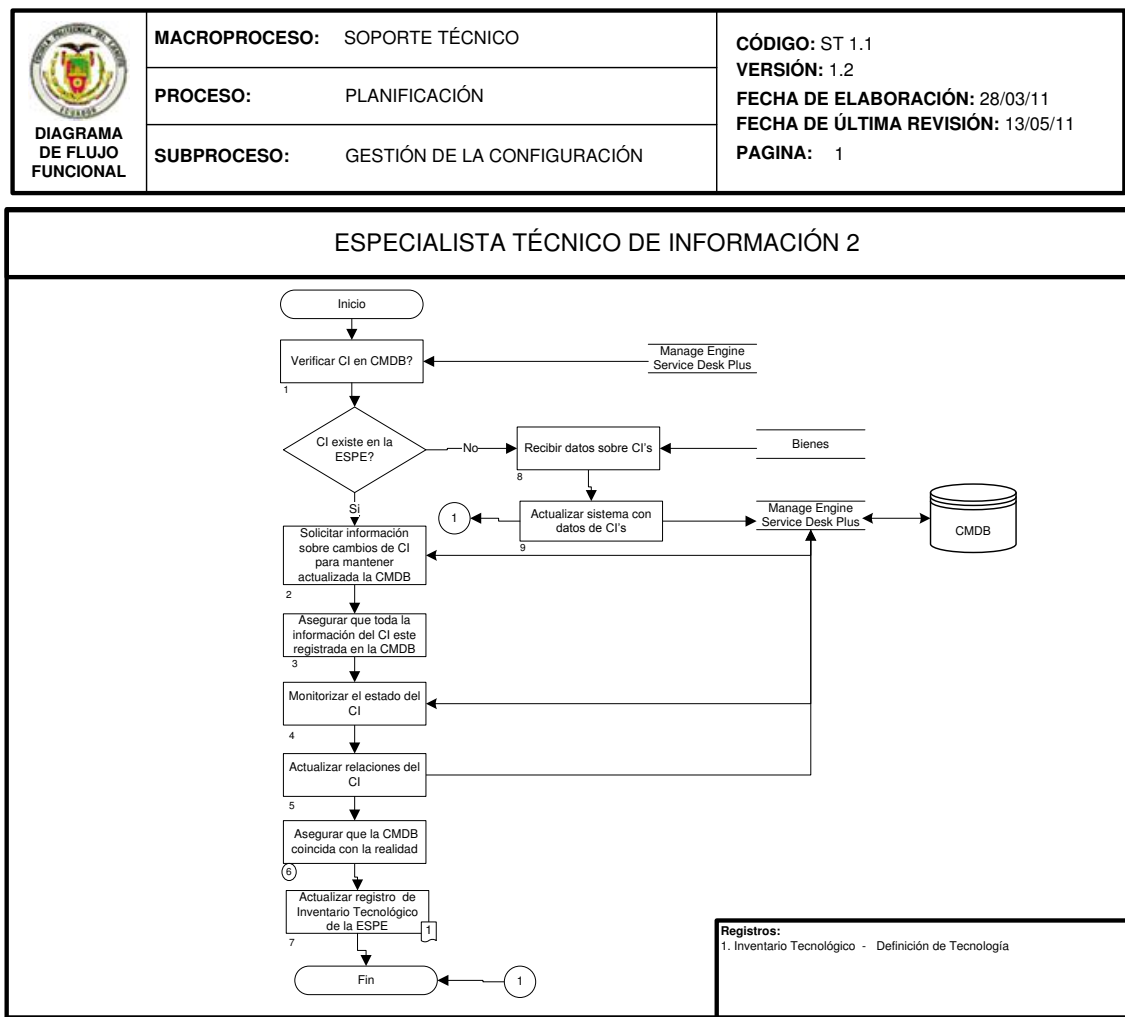 ESCUELA POLITECNICA DEL EJERCITO
ECUADOR
DIAGRAMA
DE FLUJO
FUNCIONAL
MACROPROCESO: SOPORTE TÉCNICO
PROCESO: PLANIFICACIÓN
SUBPROCESO: GESTIÓN DE LA CONFIGURACIÓN
CÓDIGO: ST 1.1
VERSIÓN: 1.2
FECHA DE ELABORACIÓN: 28/03/11
FECHA DE ÚLTIMA REVISIÓN: 13/05/11
PAGINA: 1
ESPECIALISTA TÉCNICO DE INFORMACIÓN 2
Inicio
Verificar CI en CMDB?
1
Manage Engine
Service Desk Plus
CI existe en la
ESPE?
No
Recibir datos sobre CI's
8
Bienes
Si
1
Actualizar sistema con
datos de CI's
9
Manage Engine
Service Desk Plus
CMDB
Solicitar información
sobre cambios de CI
para mantener
actualizada la CMDB
2
Asegurar que toda la
información del CI este
registrada en la CMDB
3
Monitorizar el estado del
CI
4
Actualizar relaciones del
CI
5
Asegurar que la CMDB
coincida con la realidad
6
Actualizar registro de
Inventario Tecnológico
de la ESPE
1
7
Fin
1
Registros:
1. Inventario Tecnológico - Definición de Tecnología